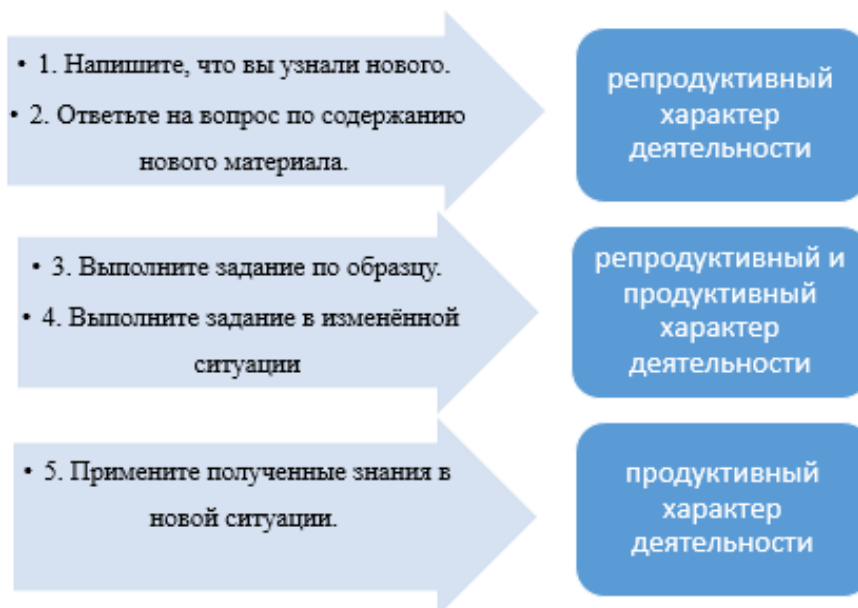 • 1. Напишите, что вы узнали нового.
• 2. Ответьте на вопрос по содержанию
нового материала.
репродуктивный
характер
деятельности
• 3. Выполните задание по образцу.
• 4. Выполните задание в изменённой
ситуации
репродуктивный и
продуктивный
характер
деятельности
• 5. Примените полученные знания в
новой ситуации.
продуктивный
характер
деятельности